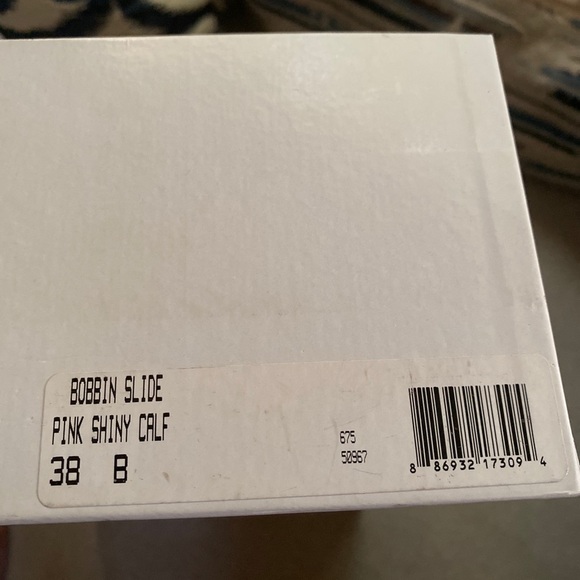 BOBBIN SLIDE
PINK SHINY CALF
38 B
675
50967
8 86932 17309 4